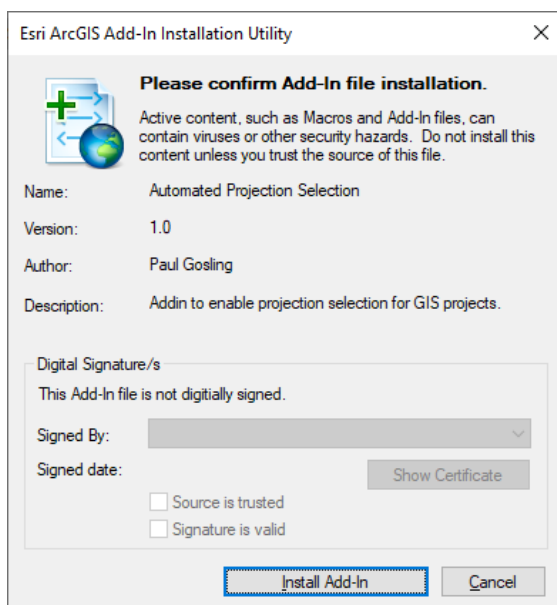 Esri ArcGIS Add-In Installation Utility
Please confirm Add-In file installation.
Active content, such as Macros and Add-In files, can
contain viruses or other security hazards. Do not install this
content unless you trust the source of this file.
Name: Automated Projection Selection
Version: 1.0
Author: Paul Gosling
Description: Addin to enable projection selection for GIS projects.
Digital Signature/s
This Add-In file is not digitially signed.
Signed By:
Signed date: Show Certificate
Source is trusted
Signature is valid
Install Add-In Cancel